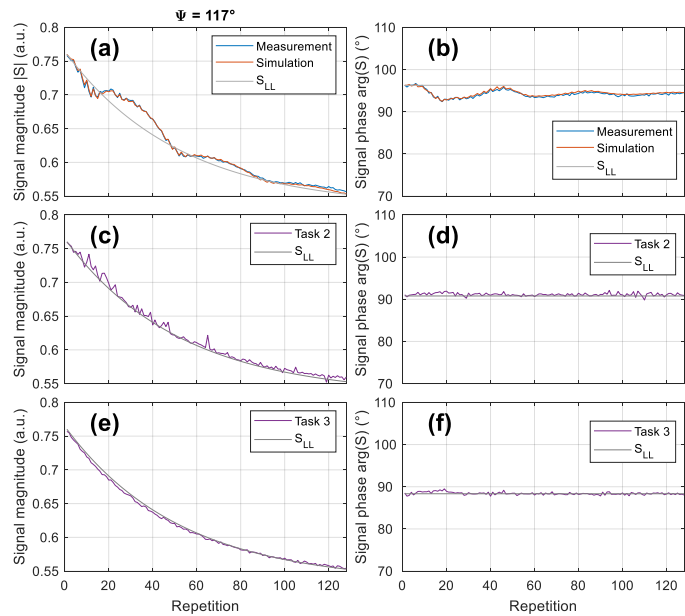 Ψ = 117°
(a)
Measurement
Simulation
S_LL
Signal magnitude |S| (a.u.)
0.8
0.75
0.7
0.65
0.6
0.55
(b)
Measurement
Simulation
S_LL
Signal phase arg(S) (°)
110
100
90
80
70
(c)
Task 2
S_LL
Signal magnitude (a.u.)
0.8
0.75
0.7
0.65
0.6
0.55
(d)
Task 2
S_LL
Signal phase arg(S) (°)
110
100
90
80
70
(e)
Task 3
S_LL
Signal magnitude (a.u.)
0.8
0.75
0.7
0.65
0.6
0.55
0 20 40 60 80 100 120
Repetition
(f)
Task 3
S_LL
Signal phase arg(S) (°)
110
100
90
80
70
0 20 40 60 80 100 120
Repetition